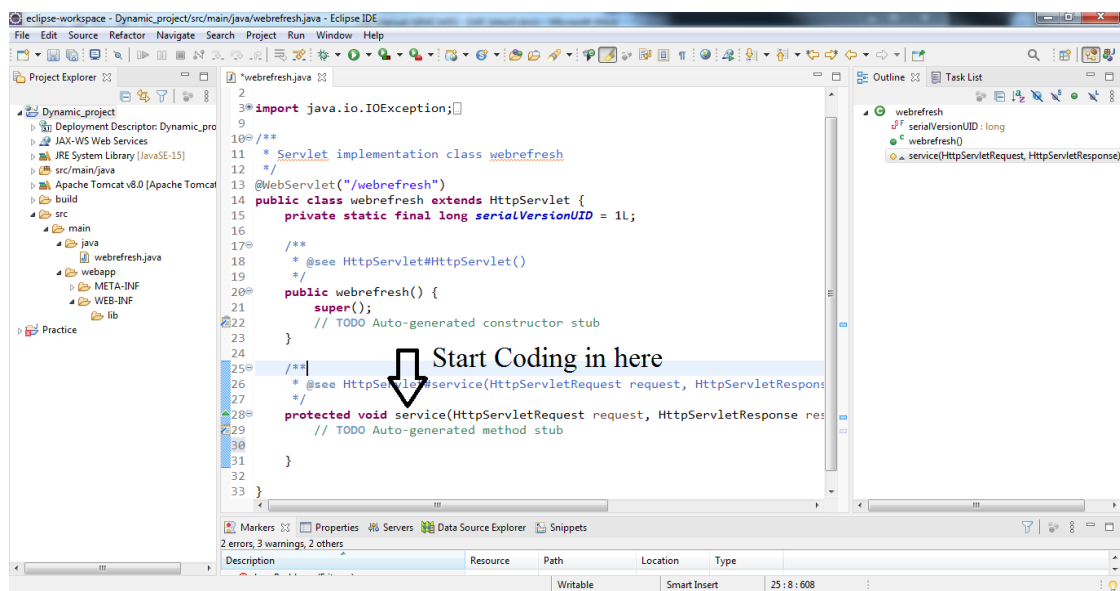 eclipse-workspace - Dynamic_project/src/main/java/webrefresh.java - Eclipse IDE
File Edit Source Refactor Navigate Search Project Run Window Help
Project Explorer
Dynamic_project
Deployment Descriptor: Dynamic_pro
JAX-WS Web Services
JRE System Library [JavaSE-15]
src/main/java
Apache Tomcat v8.0 [Apache Tomcat
build
src
main
java
webrefresh.java
webapp
META-INF
WEB-INF
lib
Practice
*webrefresh.java
2
3 import java.io.IOException;
9
10 /**
11 * Servlet implementation class webrefresh
12 */
13 @WebServlet("/webrefresh")
14 public class webrefresh extends HttpServlet {
15 private static final long serialVersionUID = 1L;
16
17 /**
18 * @see HttpServlet#HttpServlet()
19 */
20 public webrefresh() {
21 super();
22 // TODO Auto-generated constructor stub
23 }
24
Start Coding in here
25 /**
26 * @see HttpServlet#service(HttpServletRequest request, HttpServletRespons
27 */
28 protected void service(HttpServletRequest request, HttpServletResponse res
29 // TODO Auto-generated method stub
30
31 }
32
33 }
Outline Task List
webrefresh
serialVersionUID : long
webrefresh()
service(HttpServletRequest, HttpServletResponse)
Markers Properties Servers Data Source Explorer Snippets
2 errors, 3 warnings, 2 others
Description Resource Path Location Type
Writable Smart Insert 25 : 8 : 608